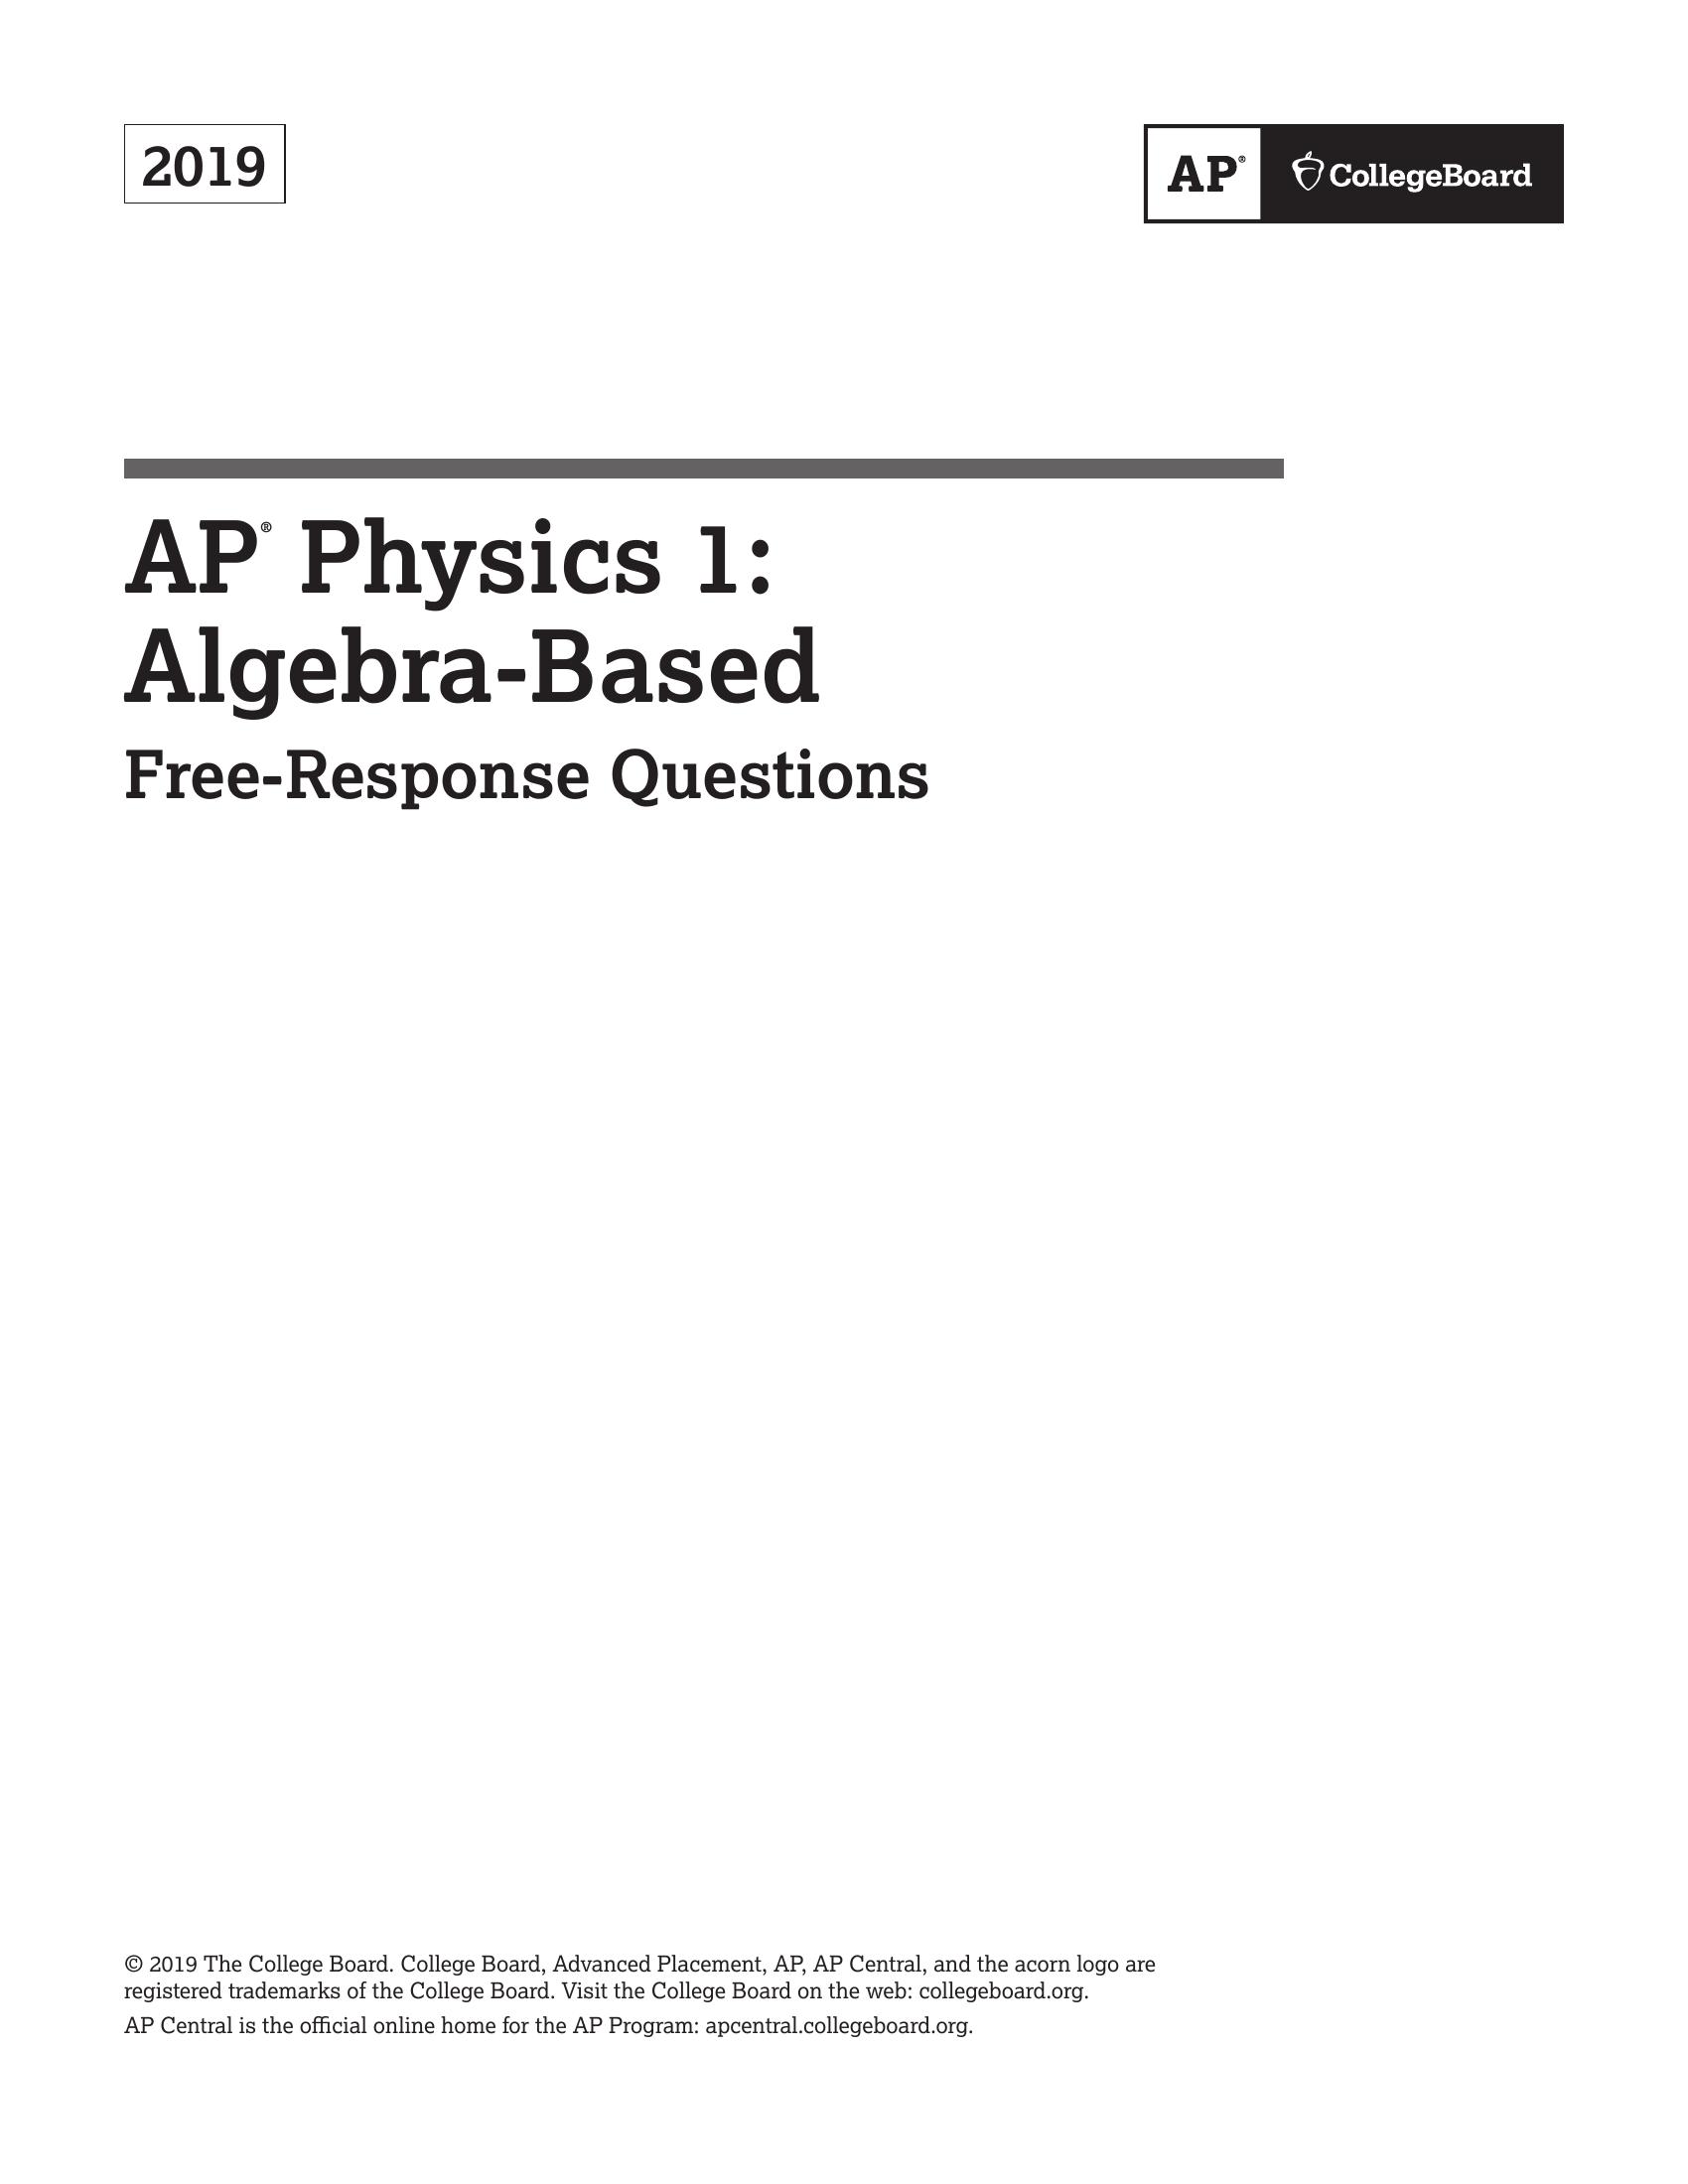 2019
AP® CollegeBoard
AP® Physics 1:
Algebra-Based
Free-Response Questions
© 2019 The College Board. College Board, Advanced Placement, AP, AP Central, and the acorn logo are
registered trademarks of the College Board. Visit the College Board on the web: collegeboard.org.
AP Central is the official online home for the AP Program: apcentral.collegeboard.org.